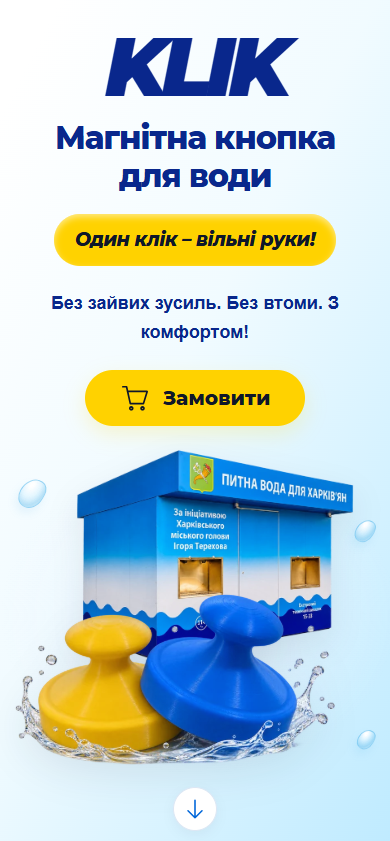 KLIK
Магнітна кнопка
для води
Один клік – вільні руки!
Без зайвих зусиль. Без втоми. З
комфортом!
Замовити
ПИТНА ВОДА ДЛЯ ХАРКІВ'ЯН
За ініціативою
Харківського
міського голови
Ігоря Терехова